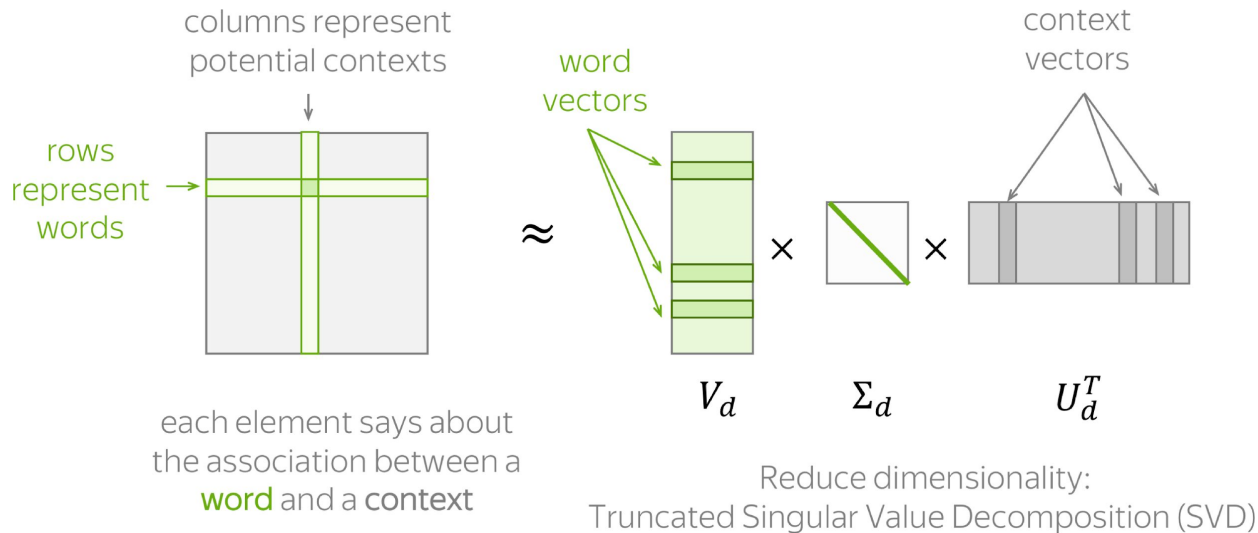 columns represent
potential contexts
rows
represent
words
each element says about
the association between a
word and a context
≈
word
vectors
×
×
context
vectors
V_d
Σ_d
U_d^T
Reduce dimensionality:
Truncated Singular Value Decomposition (SVD)